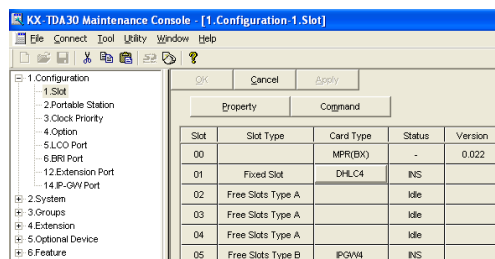 KX-TDA30 Maintenance Console - [1.Configuration-1.Slot]
File Connect Tool Utility Window Help
1.Configuration
1.Slot
2.Portable Station
3.Clock Priority
4.Option
5.LCO Port
6.BRI Port
12.Extension Port
14.IP-GW Port
2.System
3.Groups
4.Extension
5.Optional Device
6.Feature
OK Cancel Apply
Property Command
Slot Slot Type Card Type Status Version
00 MPR(BX) - 0.022
01 Fixed Slot DHLC4 INS
02 Free Slots Type A Idle
03 Free Slots Type A Idle
04 Free Slots Type A Idle
05 Free Slots Type B IPGW4 INS